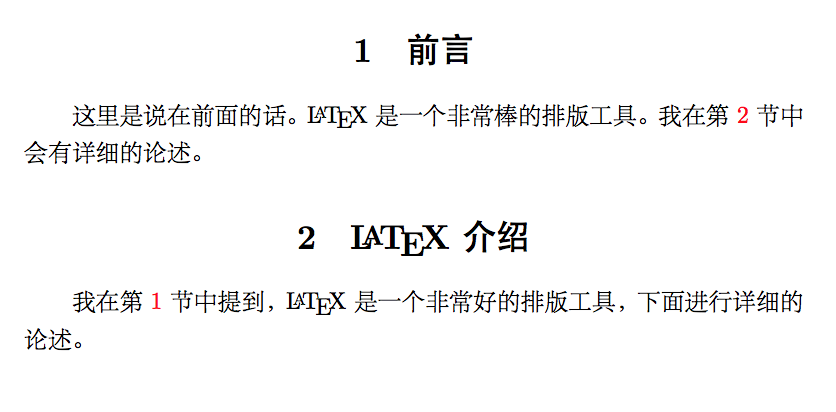 1 前言
这里是说在前面的话。LATEX 是一个非常棒的排版工具。我在第 2 节中
会有详细的论述。
2 LATEX 介绍
我在第 1 节中提到，LATEX 是一个非常好的排版工具，下面进行详细的
论述。